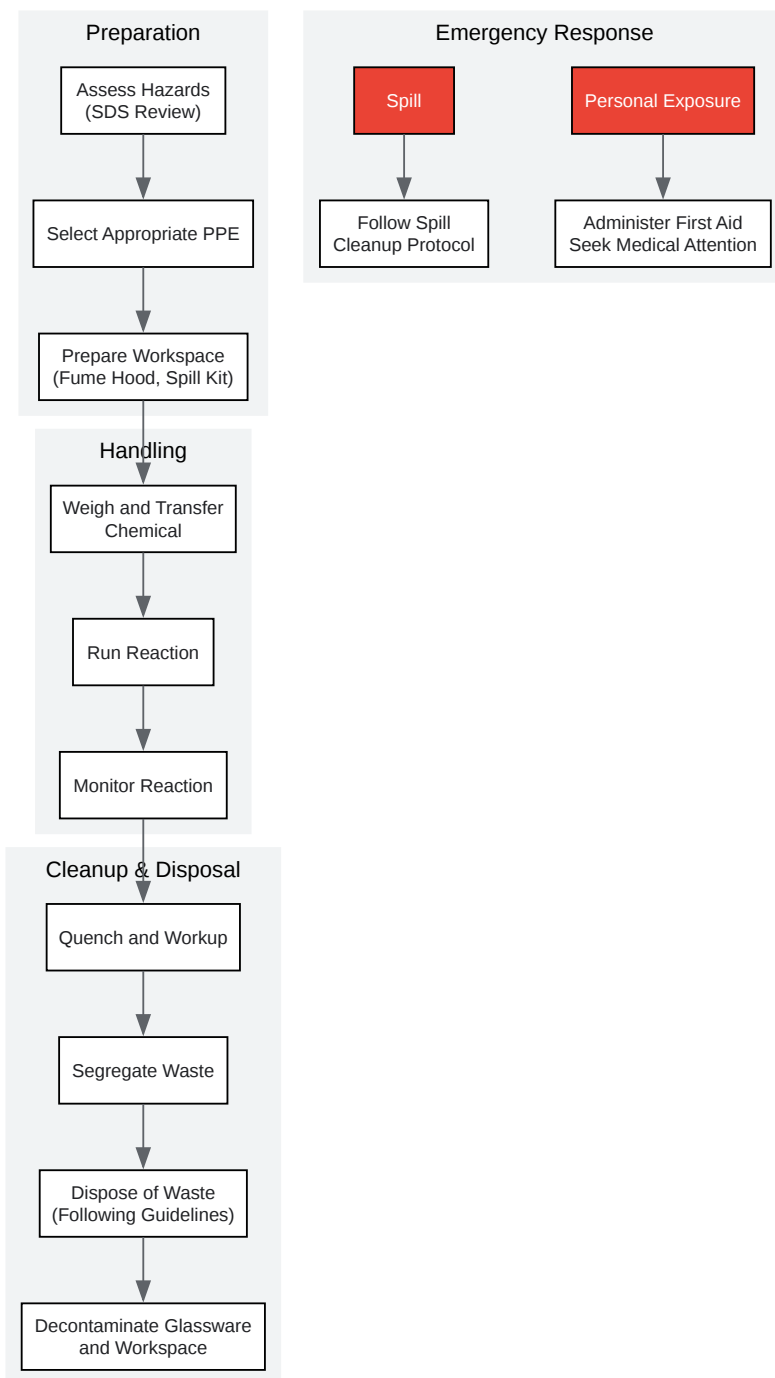 Preparation
Assess Hazards
(SDS Review)
Select Appropriate PPE
Prepare Workspace
(Fume Hood, Spill Kit)
Handling
Weigh and Transfer
Chemical
Run Reaction
Monitor Reaction
Cleanup & Disposal
Quench and Workup
Segregate Waste
Dispose of Waste
(Following Guidelines)
Decontaminate Glassware
and Workspace
Emergency Response
Spill
Follow Spill
Cleanup Protocol
Personal Exposure
Administer First Aid
Seek Medical Attention